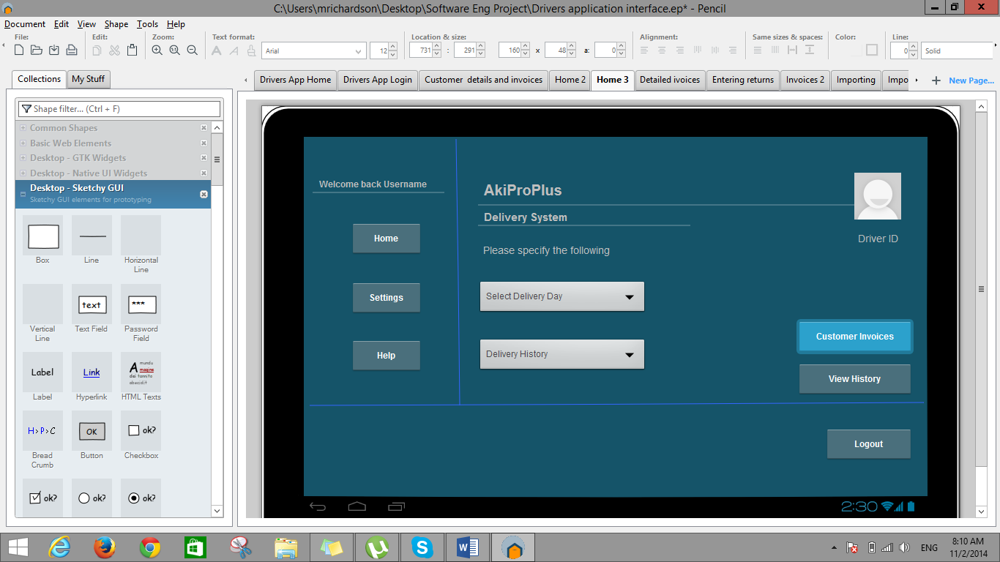 C:\Users\mrichardson\Desktop\Software Eng Project\Drivers application interface.ep* - Pencil
Document Edit View Shape Tools Help
File: Edit: Zoom: Text format: Location & size: Alignment: Same sizes & spaces: Color: Line:
Arial 12 731 : 291 160 x 48 a: 0 0 Solid
Collections My Stuff
Drivers App Home Drivers App Login Customer details and invoices Home 2 Home 3 Detailed ivoices Entering returns Invoices 2 Importing Impo New Page...
Shape filter... (Ctrl + F)
Common Shapes
Basic Web Elements
Desktop - GTK Widgets
Desktop - Native UI Widgets
Desktop - Sketchy GUI
Sketchy GUI elements for prototyping
Box Line Horizontal
Line
text ***
Vertical
Line
Text Field Password
Field
Label Link A mundu
magine
dei tannito
abucidit
Label Hyperlink HTML Texts
H>P>C OK ok?
Bread
Crumb
Button Checkbox
ok? ok? ok?
Welcome back Username
Home
Settings
Help
AkiProPlus
Delivery System
Please specify the following
Select Delivery Day
Delivery History
Driver ID
Customer Invoices
View History
Logout
2:30
ENG
8:10 AM
11/2/2014